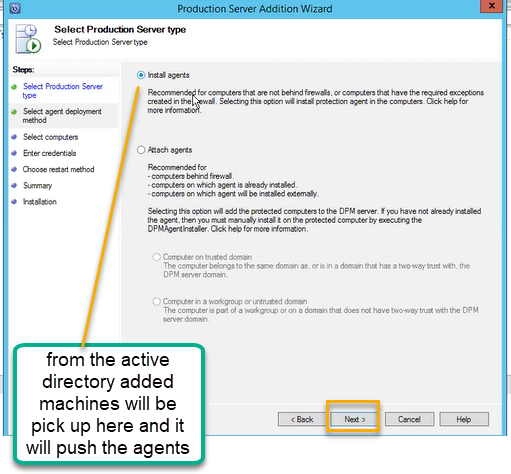 Production Server Addition Wizard
Select Production Server type
Select Production Server type
Steps:
Select Production Server
type
Select agent deployment
method
Select computers
Enter credentials
Choose restart method
Summary
Installation
Install agents
Recommended for computers that are not behind firewalls, or computers that have the required exceptions
created in the firewall. Selecting this option will install protection agent in the computers. Click help for
more information.
Attach agents
Recommended for
- computers behind firewall.
- computers on which agent is already installed.
- computers on which agent will be installed externally.
Selecting this option will add the protected computers to the DPM server. If you have not already installed
the agent, then you must manually install it on the protected computer by executing the
DPMAgentInstaller. Click help for more information.
Computer on trusted domain
The computer belongs to the same domain as, or is in a domain that has a two-way trust with, the
DPM server domain.
Computer in a workgroup or untrusted domain
The computer is part of a workgroup or on a domain that does not have two-way trust with the DPM
server domain.
from the active
directory added
machines will be
pick up here and it
will push the agents
< Back
Next >
Cancel
Help